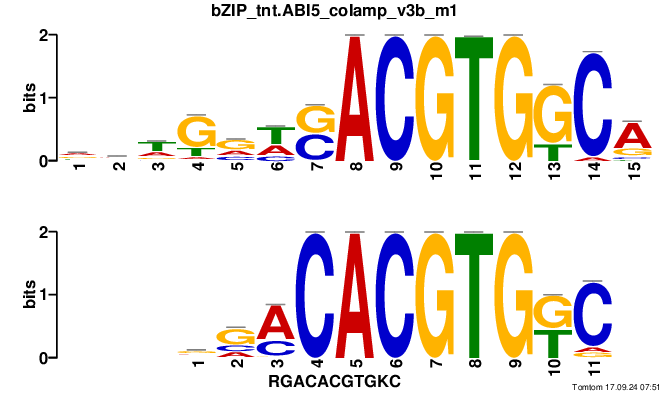 bZIP_tnt.ABI5_colamp_v3b_m1
2
bits
1
0
1 2 3 4 5 6 7 8 9 10 11 12 13 14 15
TGGTGACGTGGCA
2
bits
1
0
1 2 3 4 5 6 7 8 9 10 11
GACACGTGGC
RGACACGTGKC
Tomtom 17.09.24 07:51